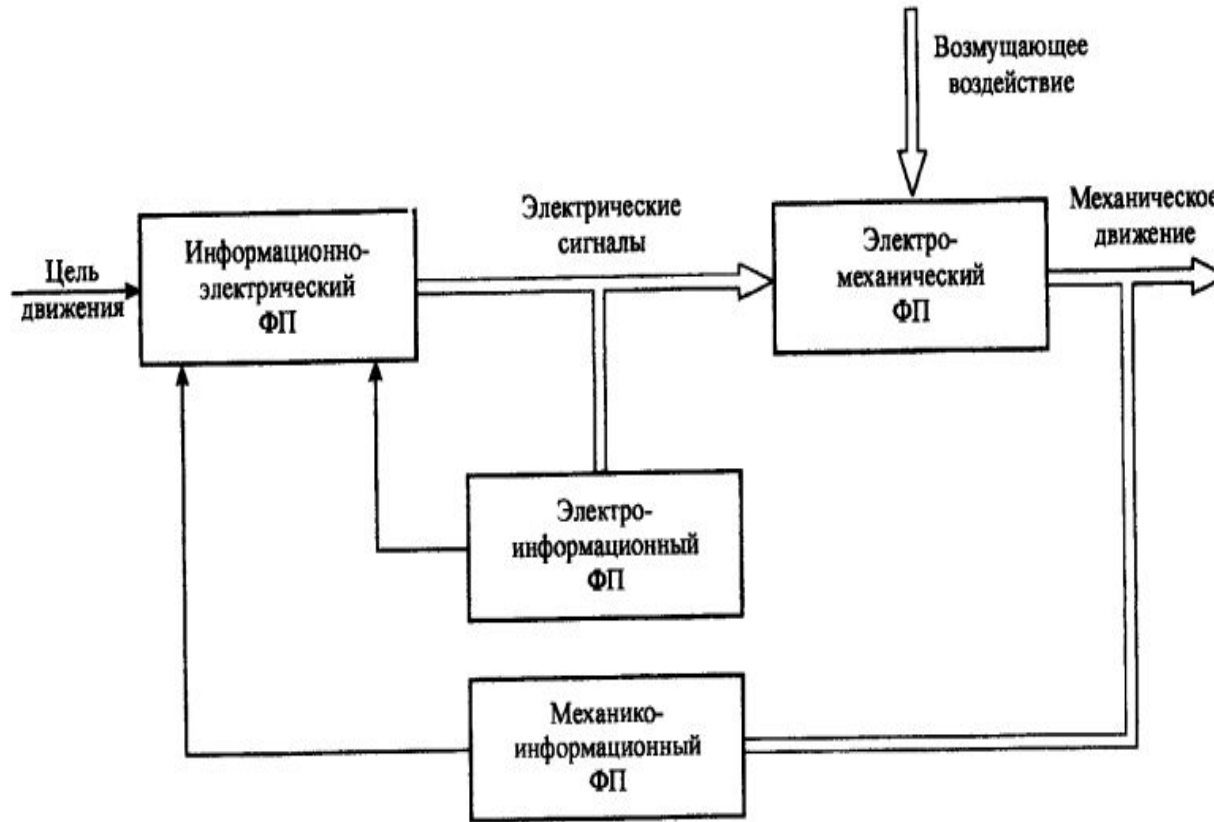 Возмущающее
воздействие
Электрические
сигналы
Механическое
движение
Цель
движения
Информационно-
электрический
ФП
Электро-
механический
ФП
Электро-
информационный
ФП
Механико-
информационный
ФП